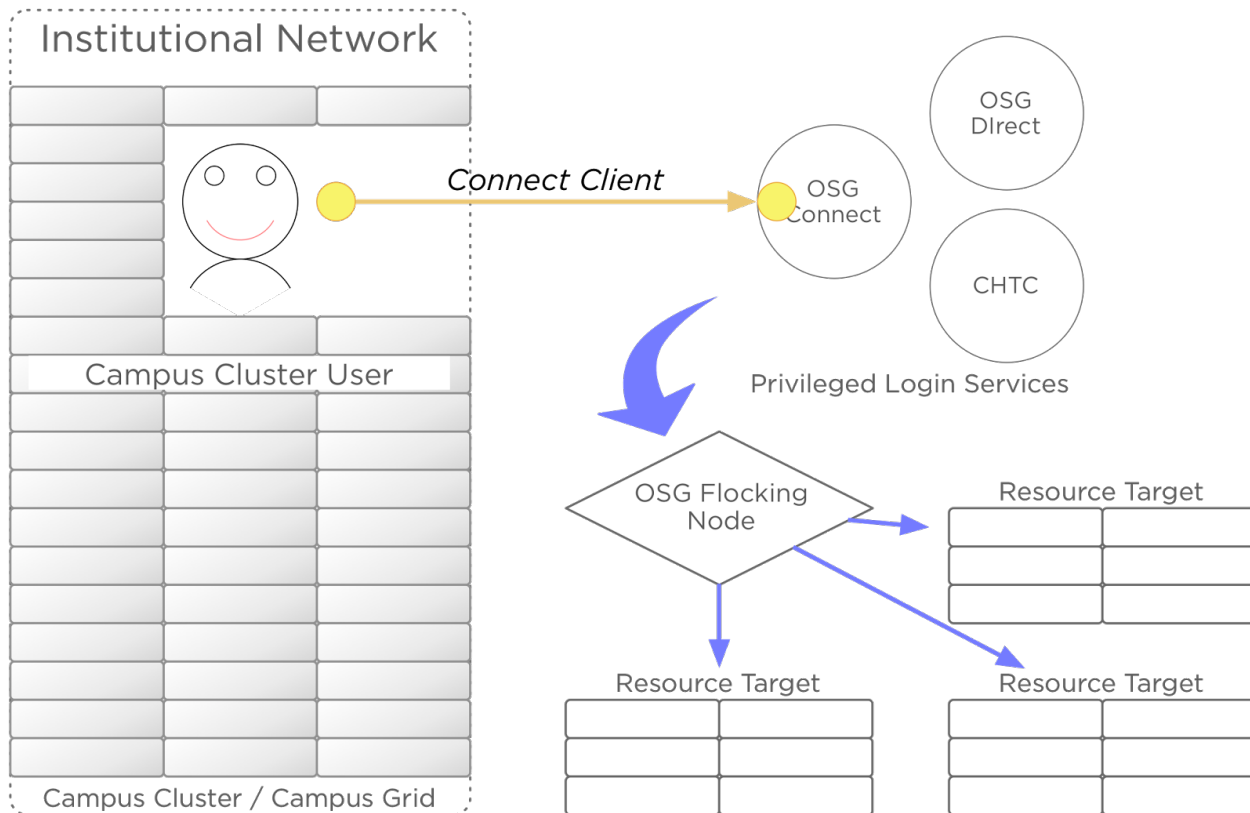 Institutional Network
Connect Client
OSG
DIrect
OSG
Connect
CHTC
Campus Cluster User
Privileged Login Services
OSG Flocking
Node
Resource Target
Resource Target
Resource Target
Campus Cluster / Campus Grid